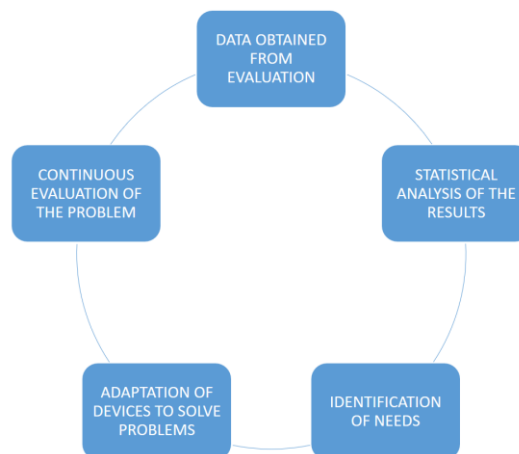 DATA OBTAINED
FROM
EVALUATION
STATISTICAL
ANALYSIS OF THE
RESULTS
IDENTIFICATION
OF NEEDS
ADAPTATION OF
DEVICES TO SOLVE
PROBLEMS
CONTINUOUS
EVALUATION OF
THE PROBLEM